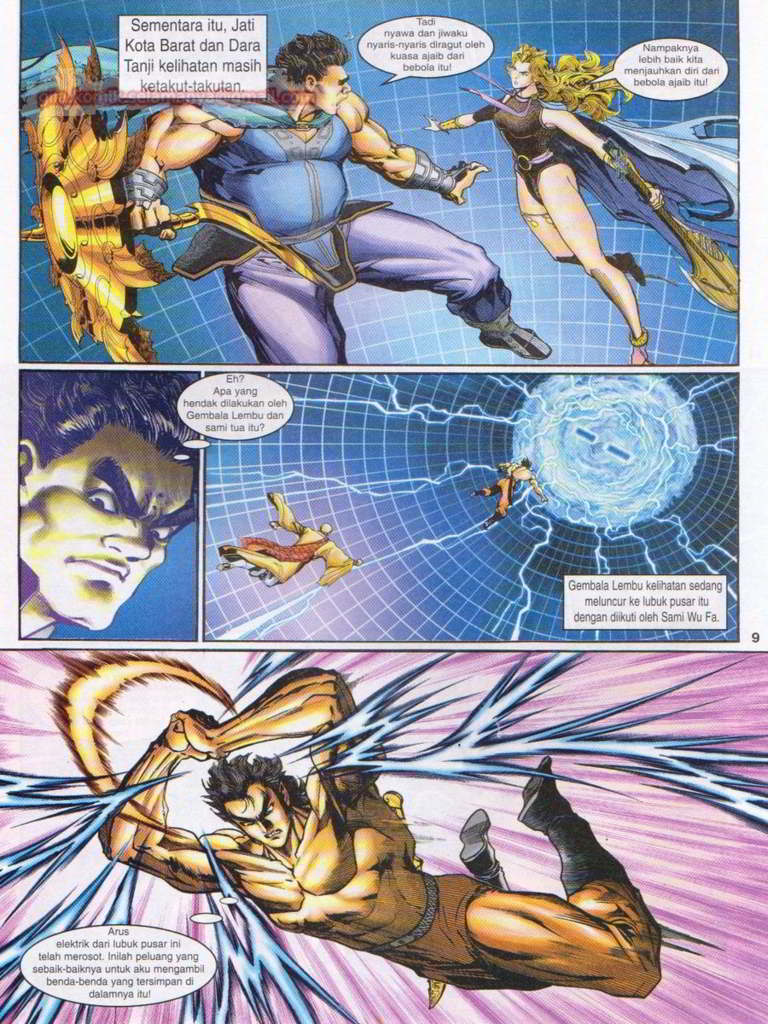 Sementara itu, Jati
Kota Barat dan Dara
Tanji kelihatan masih
ketakut-takutan.
Tadi
nyawa dan jiwaku
nyaris-nyaris diragut oleh
kuasa ajaib dari
bebola itu!
Nampaknya
lebih baik kita
menjauhkan diri dari
bebola ajaib itu!
Eh?
Apa yang
hendak dilakukan oleh
Gembala Lembu dan
sami tua itu?
Gembala Lembu kelihatan sedang
meluncur ke lubuk pusar itu
dengan diikuti oleh Sami Wu Fa.
9
Arus
elektrik dari lubuk pusar ini
telah merosot. Inilah peluang yang
sebaik-baiknya untuk aku mengambil
benda-benda yang tersimpan di
dalamnya itu!